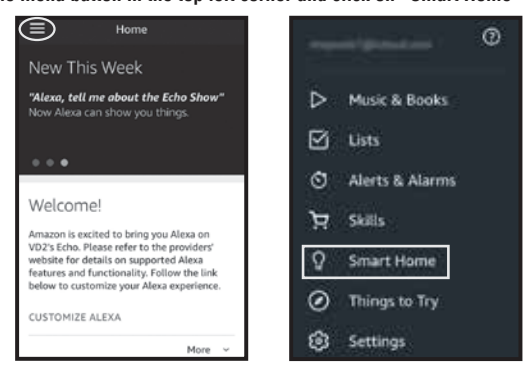 menu button in the top left corner and click on "Smart Home"
Home
New This Week
"Alexa, tell me about the Echo Show"
Now Alexa can show you things.
Welcome!
Amazon is excited to bring you Alexa on
VD2's Echo. Please refer to the providers'
website for details on supported Alexa
features and functionality. Follow the link
below to customize your Alexa experience.
CUSTOMIZE ALEXA
More
?
Music & Books
Lists
Alerts & Alarms
Skills
Smart Home
Things to Try
Settings